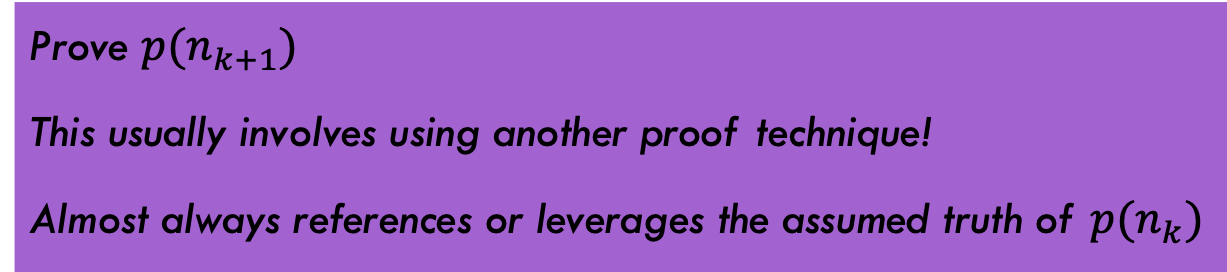 Prove p(n_{k+1})
This usually involves using another proof technique!
Almost always references or leverages the assumed truth of p(n_k)